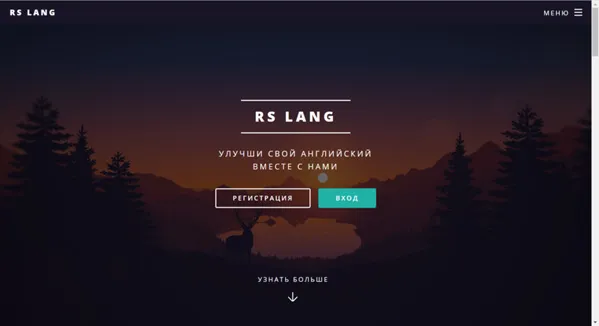 RS LANG
МЕНЮ
RS LANG
УЛУЧШИ СВОЙ АНГЛИЙСКИЙ
ВМЕСТЕ С НАМИ
РЕГИСТРАЦИЯ
ВХОД
УЗНАТЬ БОЛЬШЕ